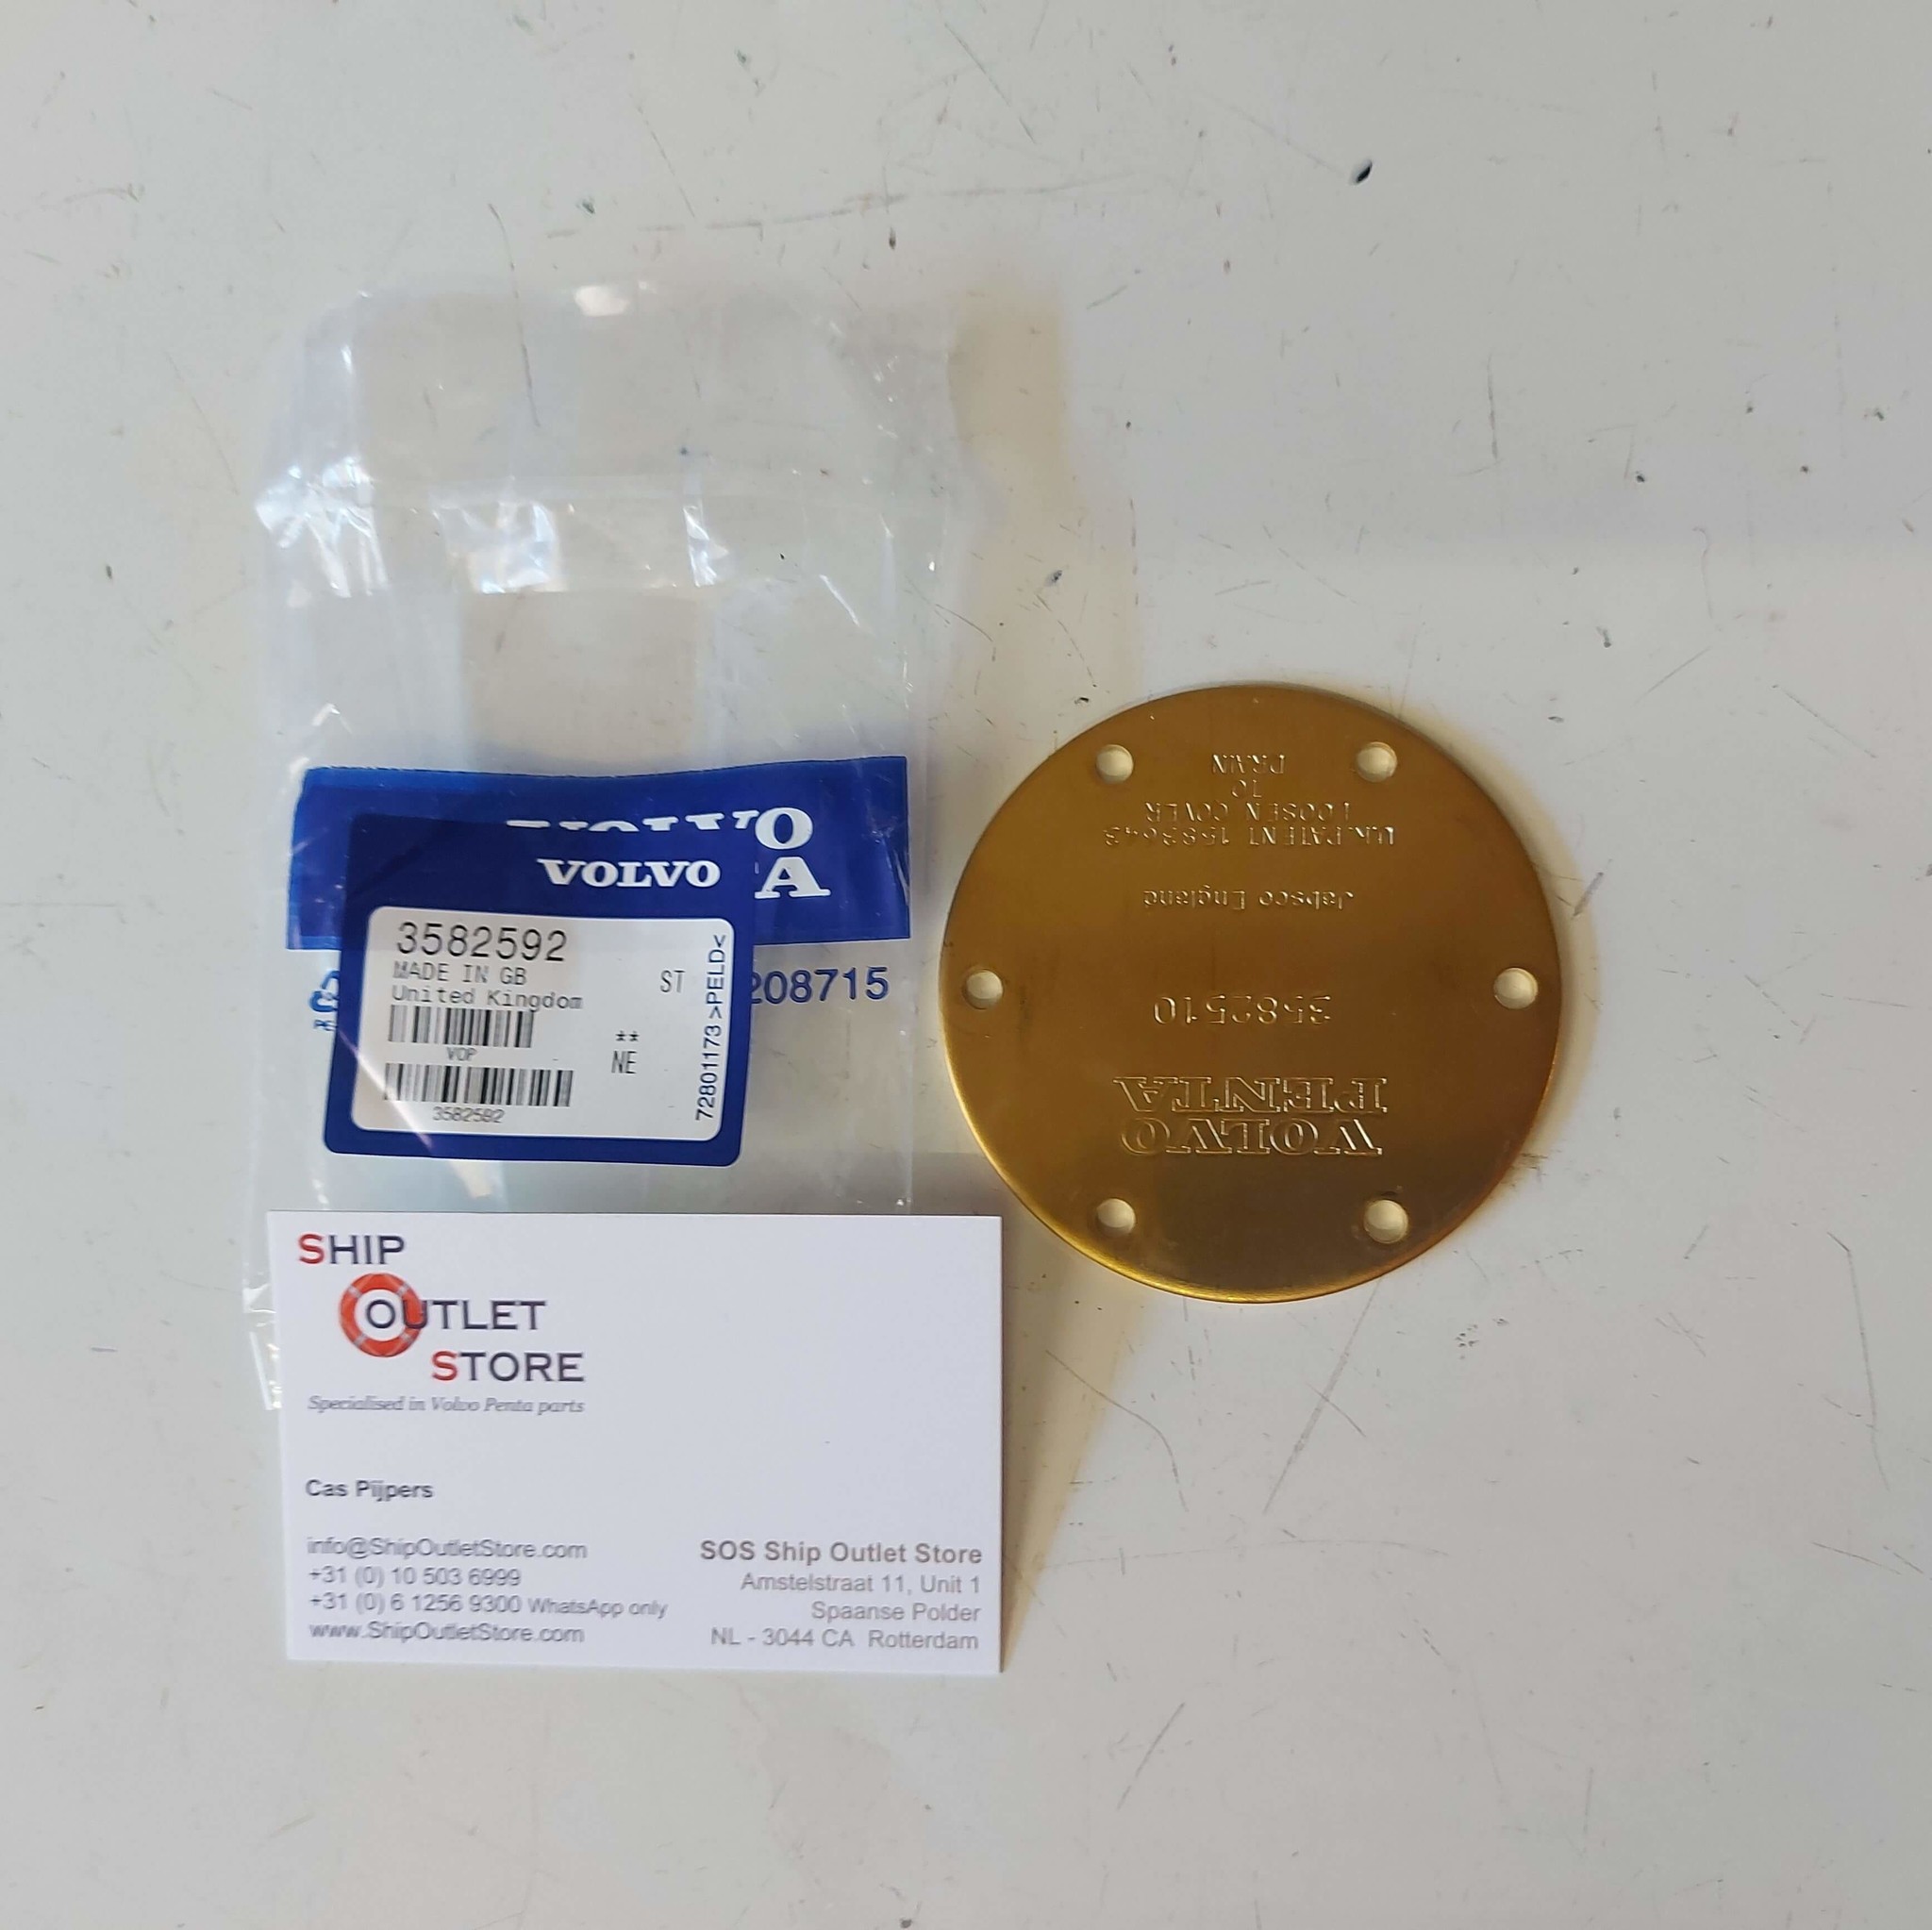 VOLVO
A
VOLVO
3582592
MADE IN GB
United Kingdom
ST
VOP
**
NE
3582592
72801173 >PELD<
208715
PE
DRAIN
TO
LOOSEN COVER
U.K.PATENT 1583643
Jabsco England
3582510
VOLVO
PENTA
SHIP
OUTLET
STORE
Specialised in Volvo Penta parts
Cas Pijpers
info@ShipOutletStore.com
+31 (0) 10 503 6999
+31 (0) 6 1256 9300 WhatsApp only
www.ShipOutletStore.com
SOS Ship Outlet Store
Amstelstraat 11, Unit 1
Spaanse Polder
NL - 3044 CA Rotterdam